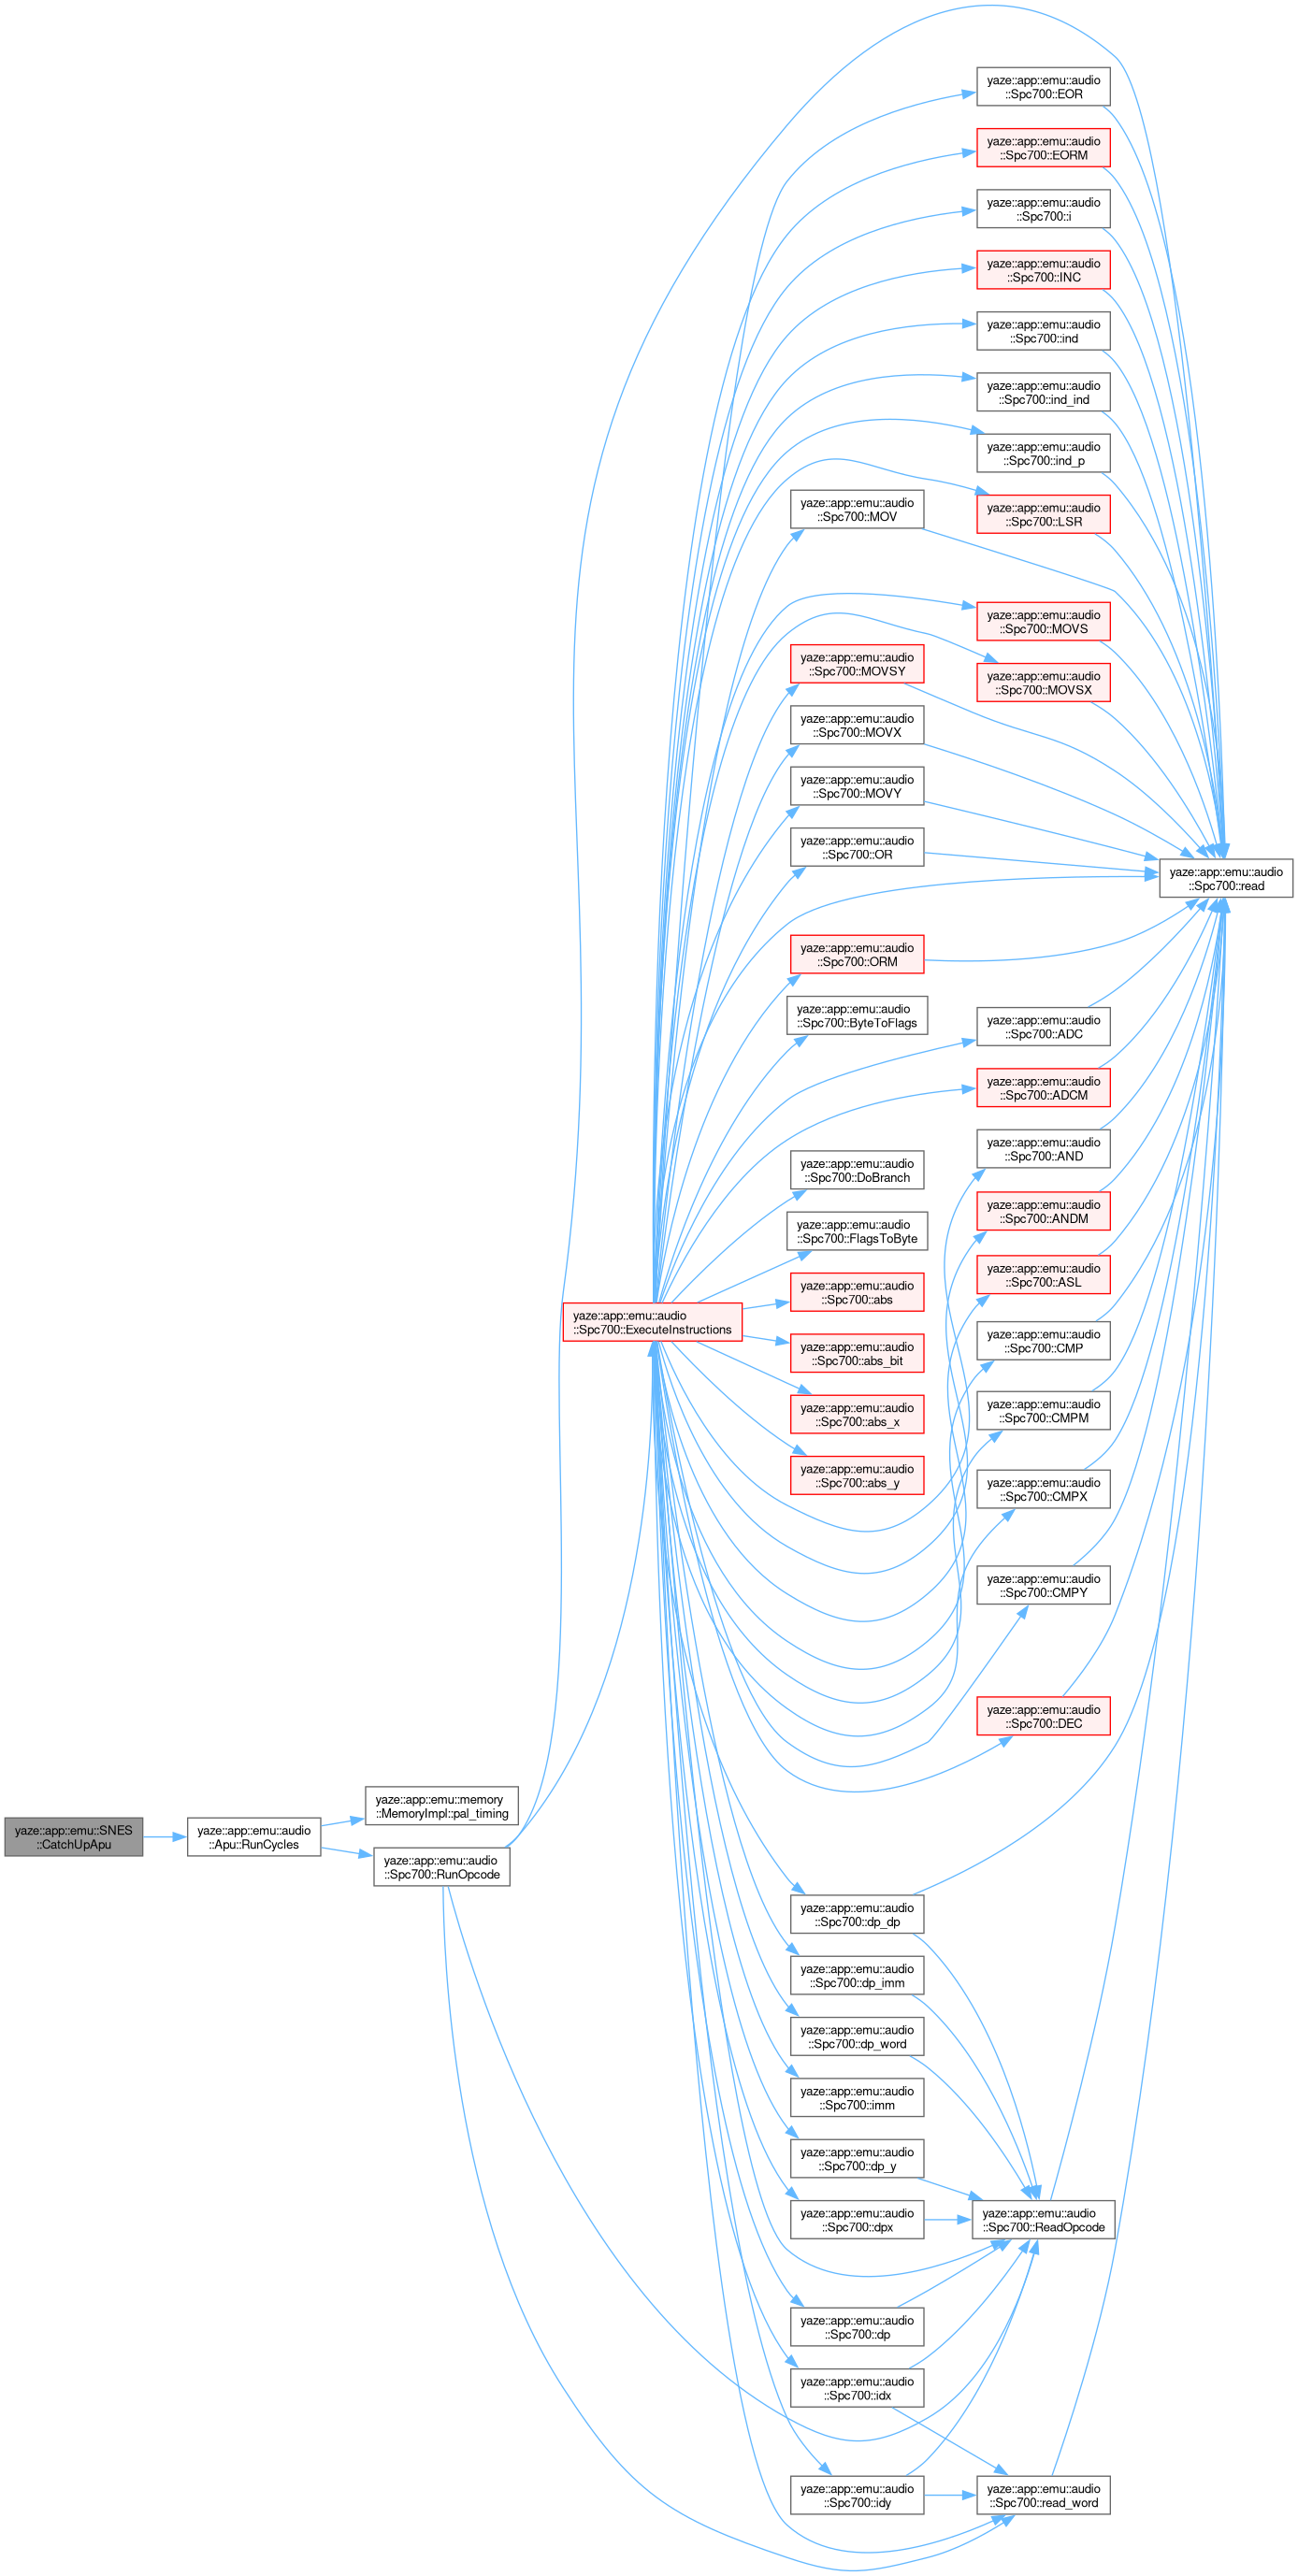 yaze::app::emu::audio
::Spc700::EOR
yaze::app::emu::audio
::Spc700::EORM
yaze::app::emu::audio
::Spc700::i
yaze::app::emu::audio
::Spc700::INC
yaze::app::emu::audio
::Spc700::ind
yaze::app::emu::audio
::Spc700::ind_ind
yaze::app::emu::audio
::Spc700::ind_p
yaze::app::emu::audio
::Spc700::MOV
yaze::app::emu::audio
::Spc700::LSR
yaze::app::emu::audio
::Spc700::MOVS
yaze::app::emu::audio
::Spc700::MOVSY
yaze::app::emu::audio
::Spc700::MOVSX
yaze::app::emu::audio
::Spc700::MOVX
yaze::app::emu::audio
::Spc700::MOVY
yaze::app::emu::audio
::Spc700::OR
yaze::app::emu::audio
::Spc700::read
yaze::app::emu::audio
::Spc700::ORM
yaze::app::emu::audio
::Spc700::ByteToFlags
yaze::app::emu::audio
::Spc700::ADC
yaze::app::emu::audio
::Spc700::ADCM
yaze::app::emu::audio
::Spc700::AND
yaze::app::emu::audio
::Spc700::DoBranch
yaze::app::emu::audio
::Spc700::ANDM
yaze::app::emu::audio
::Spc700::FlagsToByte
yaze::app::emu::audio
::Spc700::ASL
yaze::app::emu::audio
::Spc700::abs
yaze::app::emu::audio
::Spc700::ExecuteInstructions
yaze::app::emu::audio
::Spc700::CMP
yaze::app::emu::audio
::Spc700::abs_bit
yaze::app::emu::audio
::Spc700::abs_x
yaze::app::emu::audio
::Spc700::CMPM
yaze::app::emu::audio
::Spc700::abs_y
yaze::app::emu::audio
::Spc700::CMPX
yaze::app::emu::audio
::Spc700::CMPY
yaze::app::emu::audio
::Spc700::DEC
yaze::app::emu::memory
::MemoryImpl::pal_timing
yaze::app::emu::SNES
::CatchUpApu
yaze::app::emu::audio
::Apu::RunCycles
yaze::app::emu::audio
::Spc700::RunOpcode
yaze::app::emu::audio
::Spc700::dp_dp
yaze::app::emu::audio
::Spc700::dp_imm
yaze::app::emu::audio
::Spc700::dp_word
yaze::app::emu::audio
::Spc700::imm
yaze::app::emu::audio
::Spc700::dp_y
yaze::app::emu::audio
::Spc700::dpx
yaze::app::emu::audio
::Spc700::ReadOpcode
yaze::app::emu::audio
::Spc700::dp
yaze::app::emu::audio
::Spc700::idx
yaze::app::emu::audio
::Spc700::idy
yaze::app::emu::audio
::Spc700::read_word